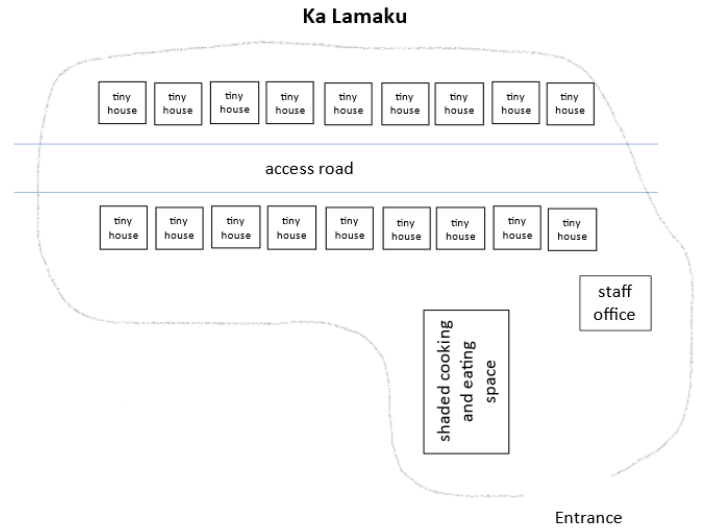 Ka Lamaku
tiny
house
tiny
house
tiny
house
tiny
house
tiny
house
tiny
house
tiny
house
tiny
house
tiny
house
access road
tiny
house
tiny
house
tiny
house
tiny
house
tiny
house
tiny
house
tiny
house
tiny
house
tiny
house
staff
office
shaded cooking
and eating
space
Entrance